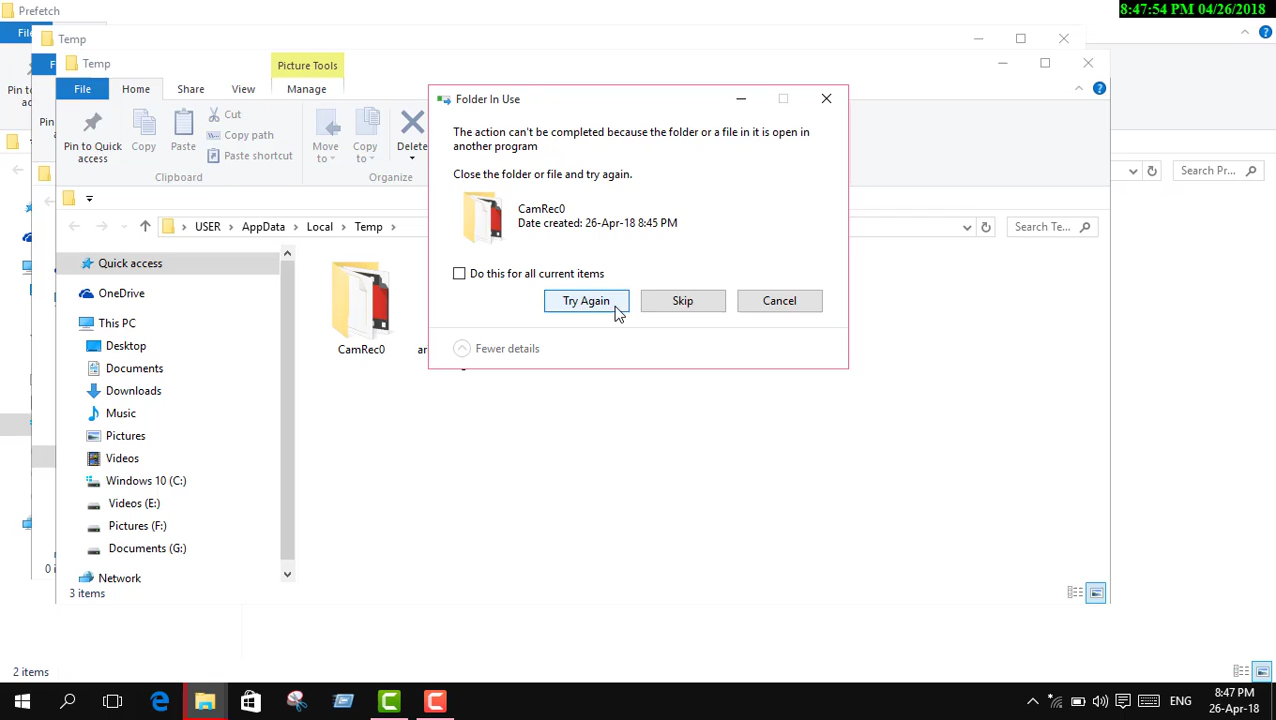 Prefetch
8:47:54 PM 04/26/2018
Temp
Temp
Picture Tools
File
Home
Share
View
Manage
Pin to Quick access
Copy
Paste
Cut
Copy path
Paste shortcut
Clipboard
Move to
Copy to
Delete
Organize
Folder In Use
The action can't be completed because the folder or a file in it is open in
another program
Close the folder or file and try again.
CamRec0
Date created: 26-Apr-18 8:45 PM
Do this for all current items
Try Again
Skip
Cancel
Fewer details
USER
AppData
Local
Temp
Search Te...
Search Pr...
Quick access
OneDrive
This PC
Desktop
Documents
Downloads
Music
Pictures
Videos
Windows 10 (C:)
Videos (E:)
Pictures (F:)
Documents (G:)
Network
CamRec0
3 items
2 items
ENG
8:47 PM
26-Apr-18